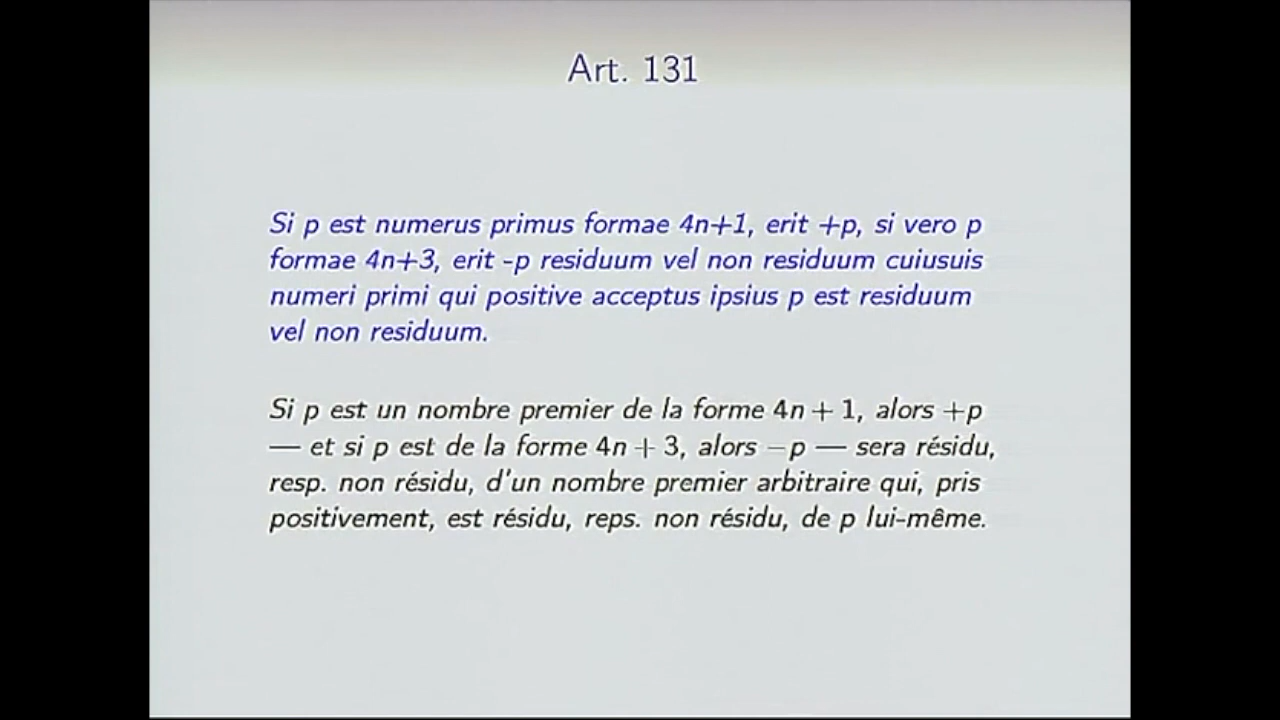 Art. 131
Si p est numerus primus formae 4n+1, erit +p, si vero p
formae 4n+3, erit -p residuum vel non residuum cuiusuis
numeri primi qui positive acceptus ipsius p est residuum
vel non residuum.
Si p est un nombre premier de la forme 4n + 1, alors +p
— et si p est de la forme 4n + 3, alors −p — sera résidu,
resp. non résidu, d'un nombre premier arbitraire qui, pris
positivement, est résidu, reps. non résidu, de p lui-même.